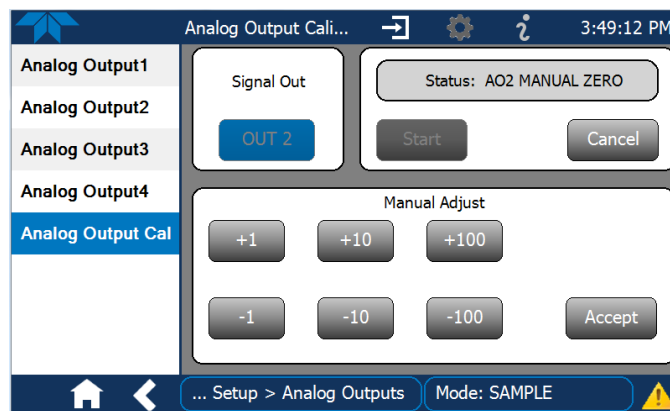 Analog Output Cali... 3:49:12 PM
Analog Output1
Analog Output2
Analog Output3
Analog Output4
Analog Output Cal
Signal Out
OUT 2
Status: AO2 MANUAL ZERO
Start
Cancel
Manual Adjust
+1
+10
+100
-1
-10
-100
Accept
... Setup > Analog Outputs
Mode: SAMPLE